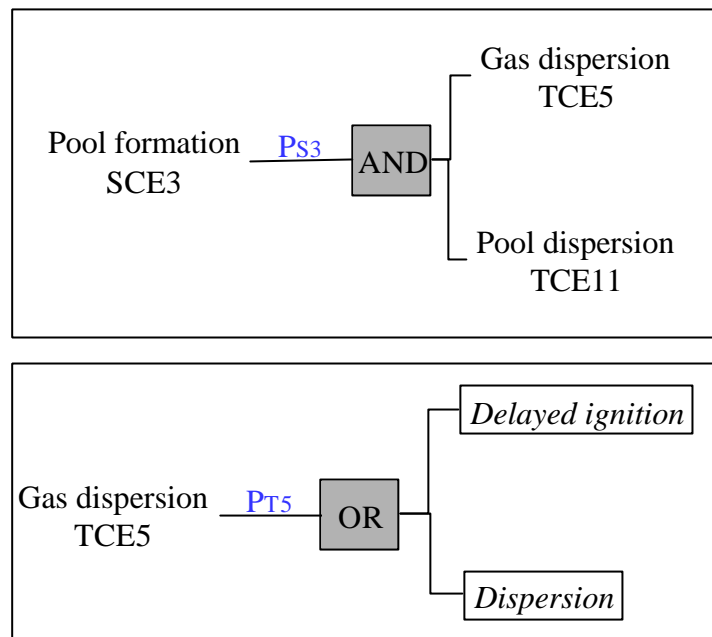 Gas dispersion
TCE5
Pool formation
SCE3
PS3
AND
Pool dispersion
TCE11
Delayed ignition
Gas dispersion
TCE5
PT5
OR
Dispersion